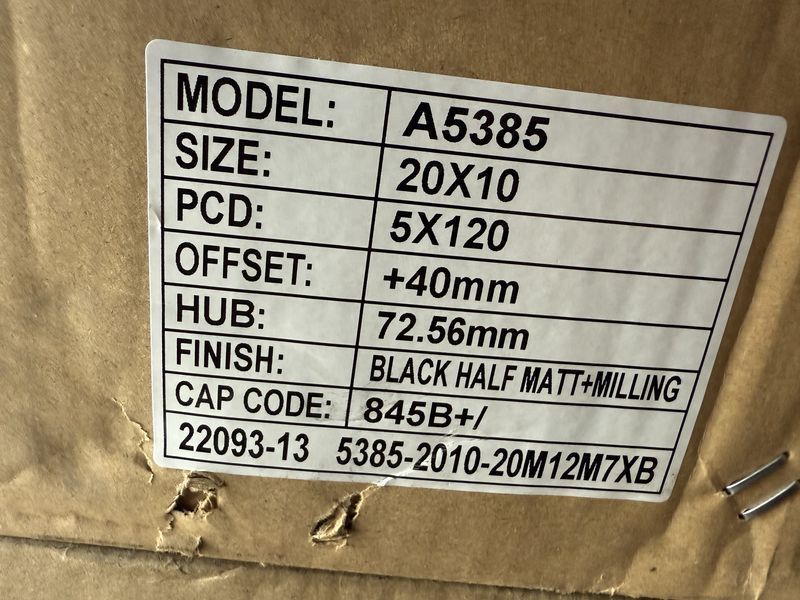 MODEL: A5385
SIZE: 20X10
PCD: 5X120
OFFSET: +40mm
HUB: 72.56mm
FINISH: BLACK HALF MATT+MILLING
CAP CODE: 845B+/
22093-13 5385-2010-20M12M7XB